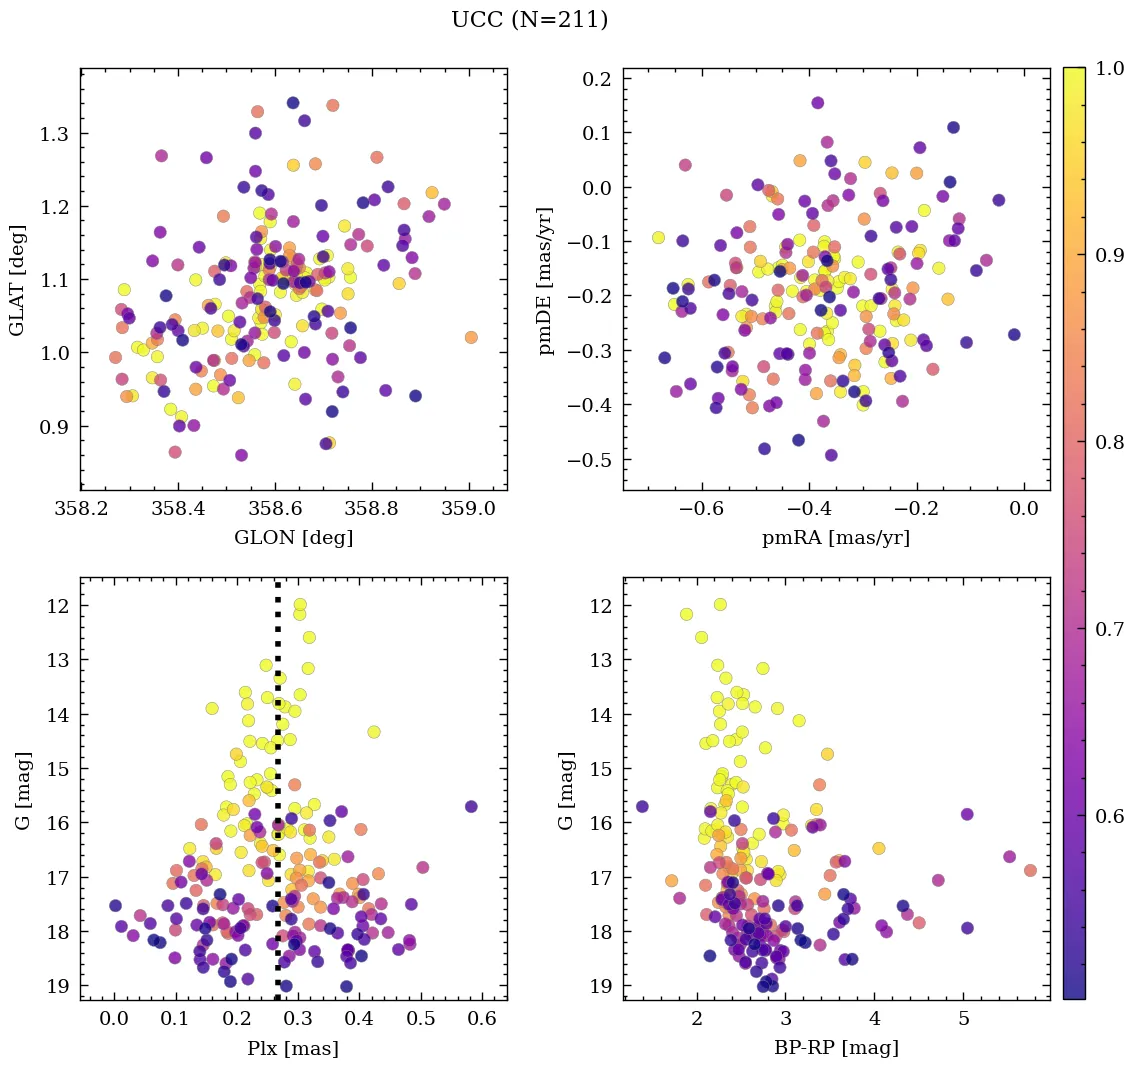 UCC (N=211)
1.3
1.2
1.1
1.0
0.9
GLAT [deg]
358.2 358.4 358.6 358.8 359.0
GLON [deg]
0.2
0.1
0.0
−0.1
−0.2
−0.3
−0.4
−0.5
pmDE [mas/yr]
−0.6 −0.4 −0.2 0.0
pmRA [mas/yr]
12
13
14
15
16
17
18
19
G [mag]
0.0 0.1 0.2 0.3 0.4 0.5 0.6
Plx [mas]
12
13
14
15
16
17
18
19
G [mag]
2 3 4 5
BP-RP [mag]
1.0
0.9
0.8
0.7
0.6